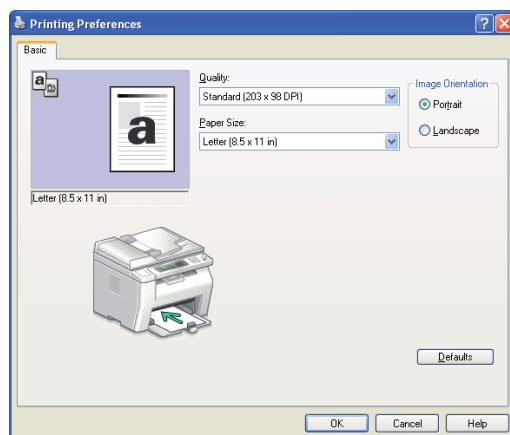 Printing Preferences
Basic
a
a
a
Letter (8.5 x 11 in)
Quality:
Standard (203 x 98 DPI)
Paper Size:
Letter (8.5 x 11 in)
Image Orientation
Portrait
Landscape
Defaults
OK
Cancel
Help